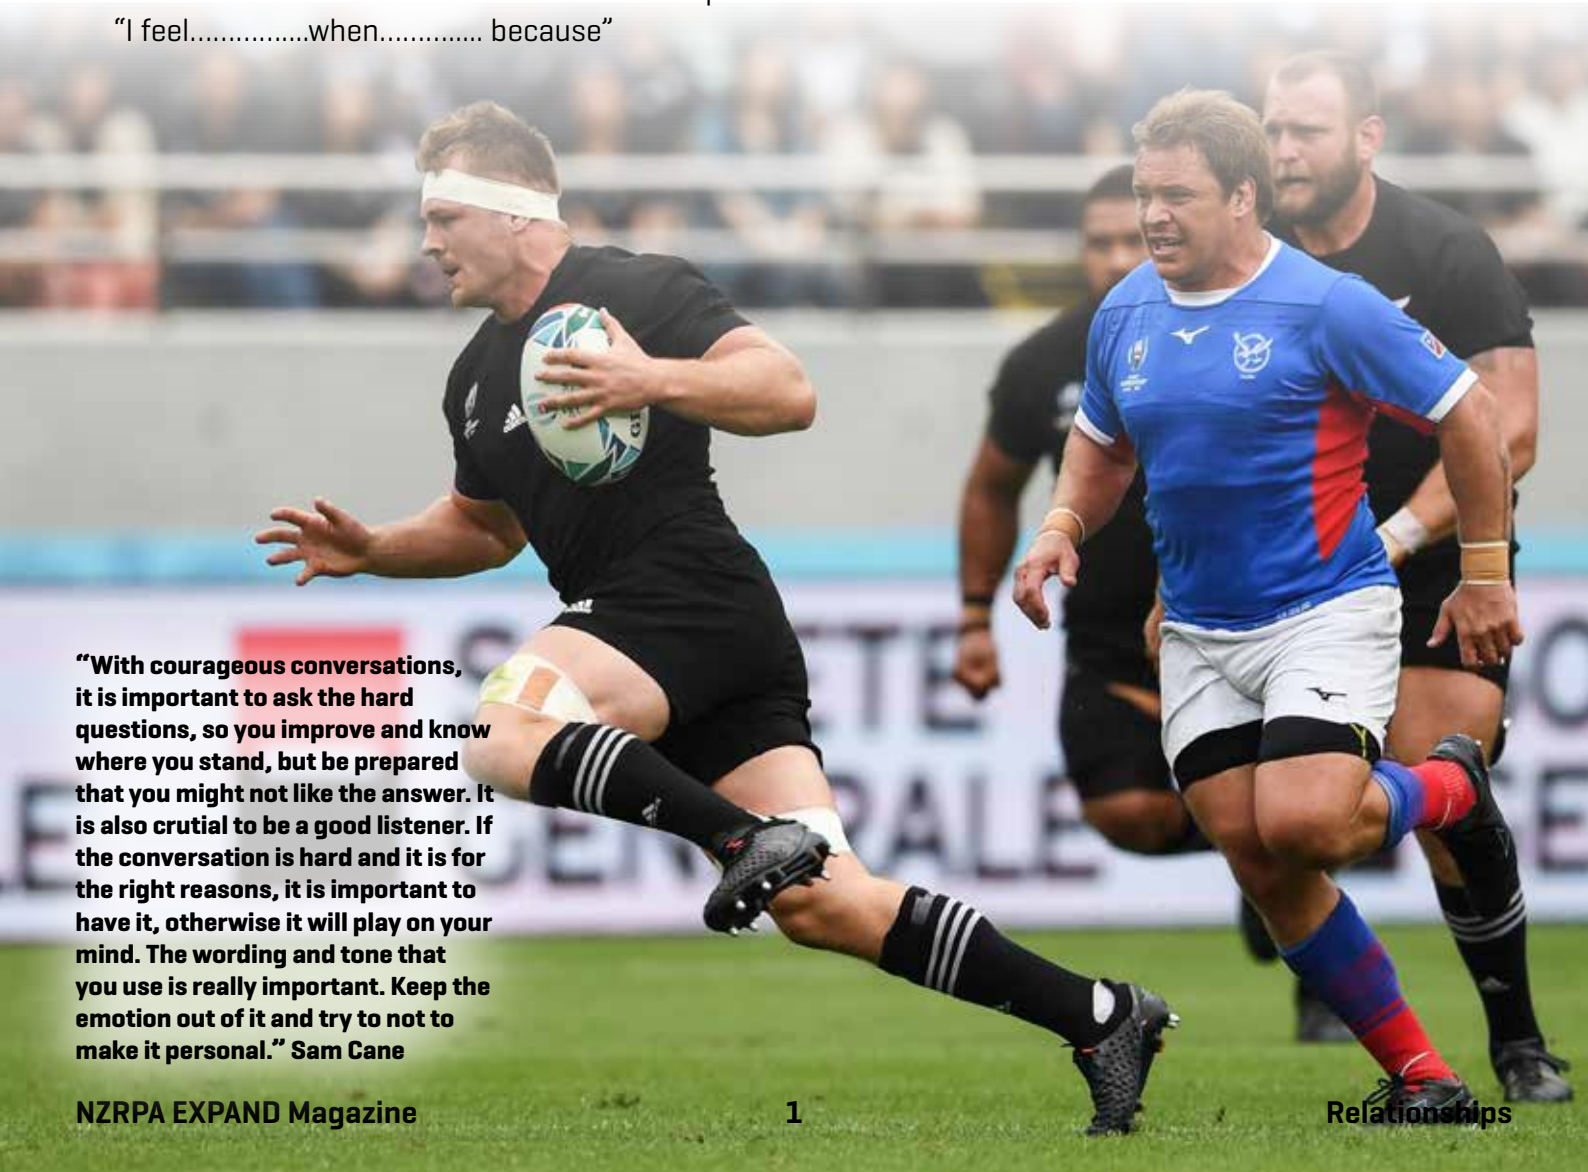 “I feel................when.............. because”
SOCIETE
GENERALE
“With courageous conversations,
it is important to ask the hard
questions, so you improve and know
where you stand, but be prepared
that you might not like the answer. It
is also crutial to be a good listener. If
the conversation is hard and it is for
the right reasons, it is important to
have it, otherwise it will play on your
mind. The wording and tone that
you use is really important. Keep the
emotion out of it and try to not to
make it personal.” Sam Cane
NZRPA EXPAND Magazine
1
Relationships